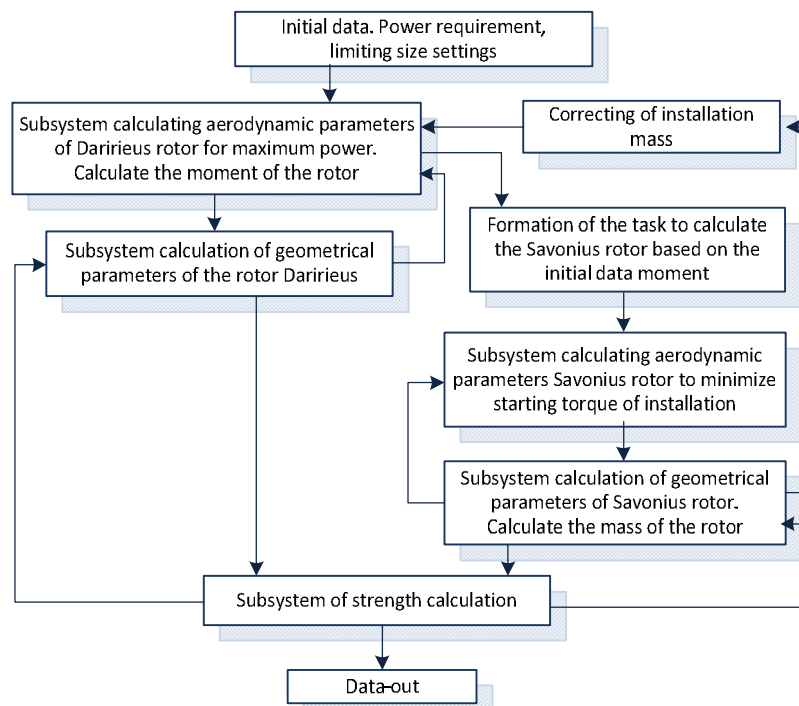 Initial data. Power requirement,
limiting size settings
Subsystem calculating aerodynamic parameters
of Daririeus rotor for maximum power.
Calculate the moment of the rotor
Correcting of installation
mass
Subsystem calculation of geometrical
parameters of the rotor Daririeus
Formation of the task to calculate
the Savonius rotor based on the
initial data moment
Subsystem calculating aerodynamic
parameters Savonius rotor to minimize
starting torque of installation
Subsystem calculation of geometrical
parameters of Savonius rotor.
Calculate the mass of the rotor
Subsystem of strength calculation
Data-out